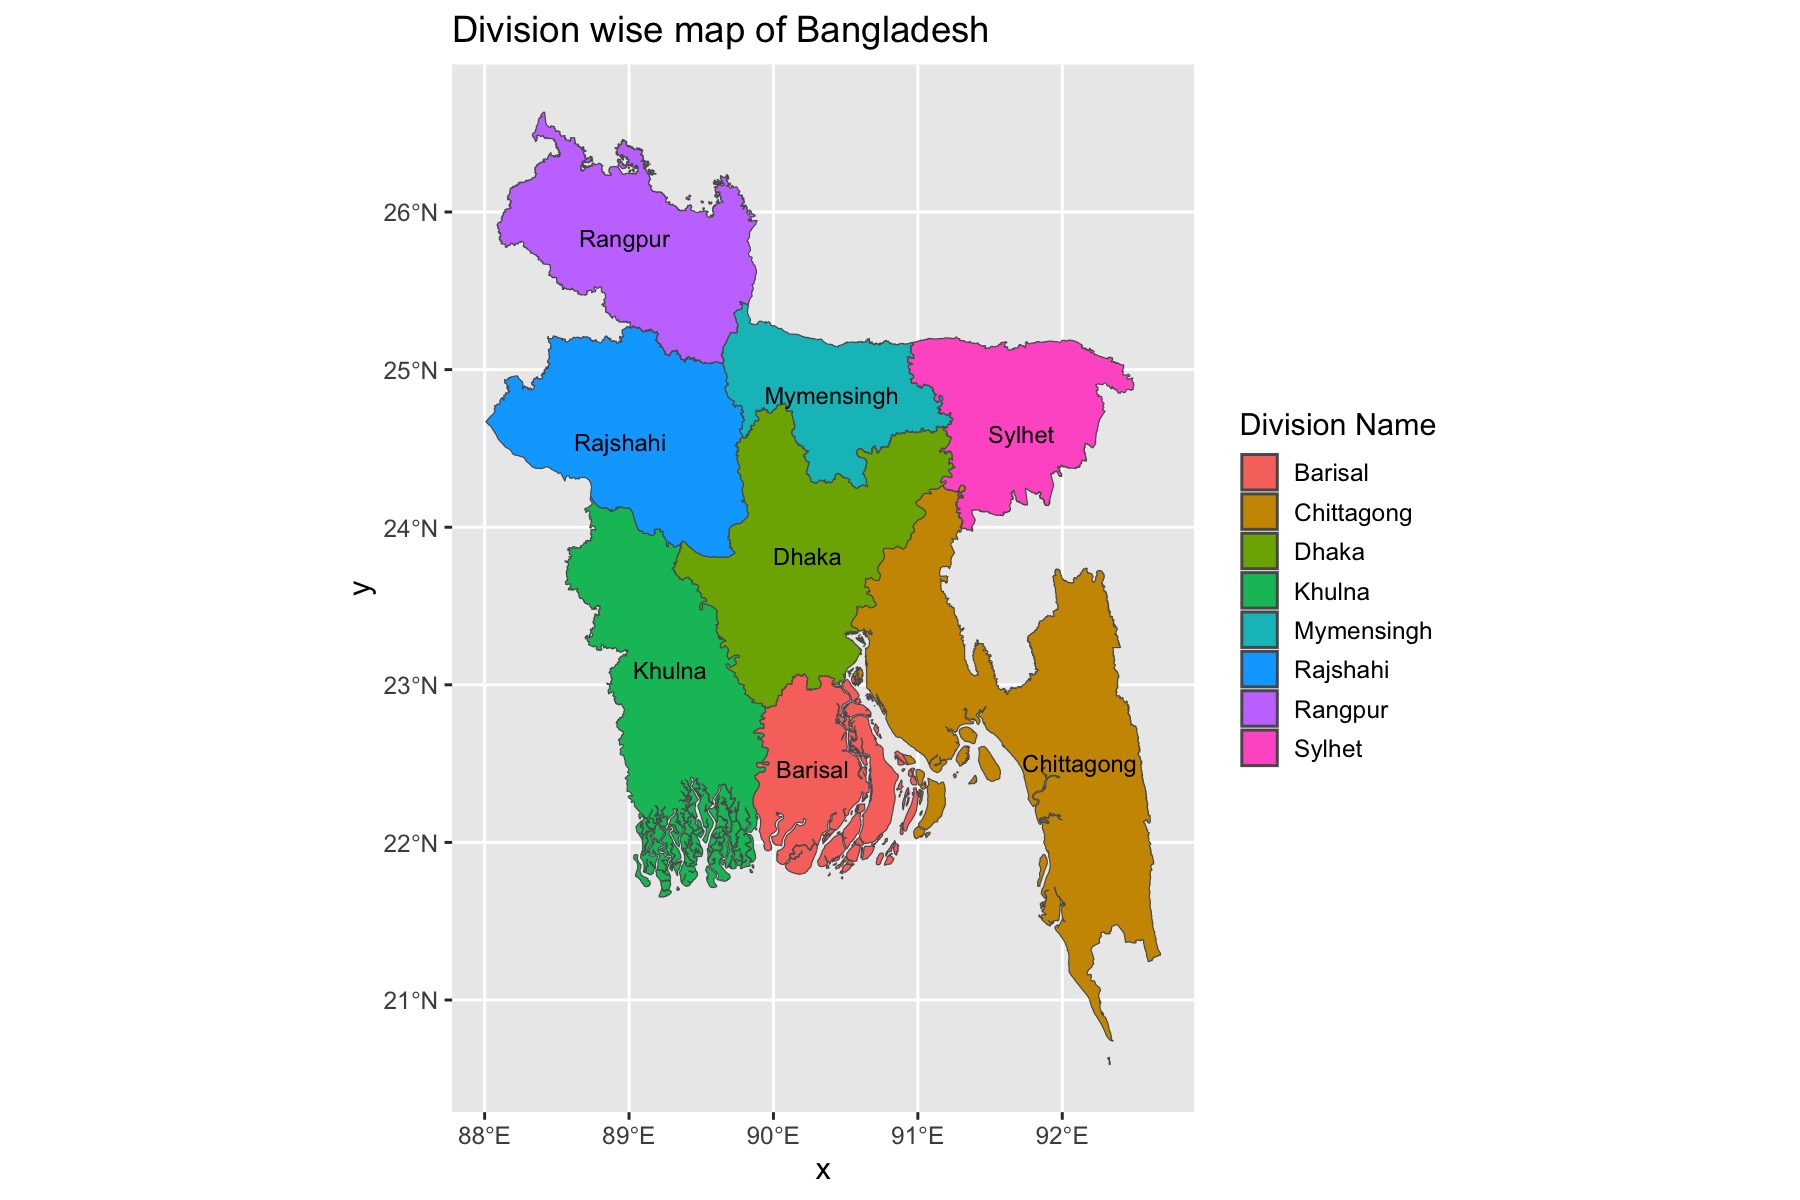 Division wise map of Bangladesh
26°N
25°N
24°N
23°N
22°N
21°N
y
Rangpur
Mymensingh
Rajshahi
Sylhet
Dhaka
Khulna
Chittagong
Barisal
88°E
89°E
90°E
91°E
92°E
x
Division Name
Barisal
Chittagong
Dhaka
Khulna
Mymensingh
Rajshahi
Rangpur
Sylhet